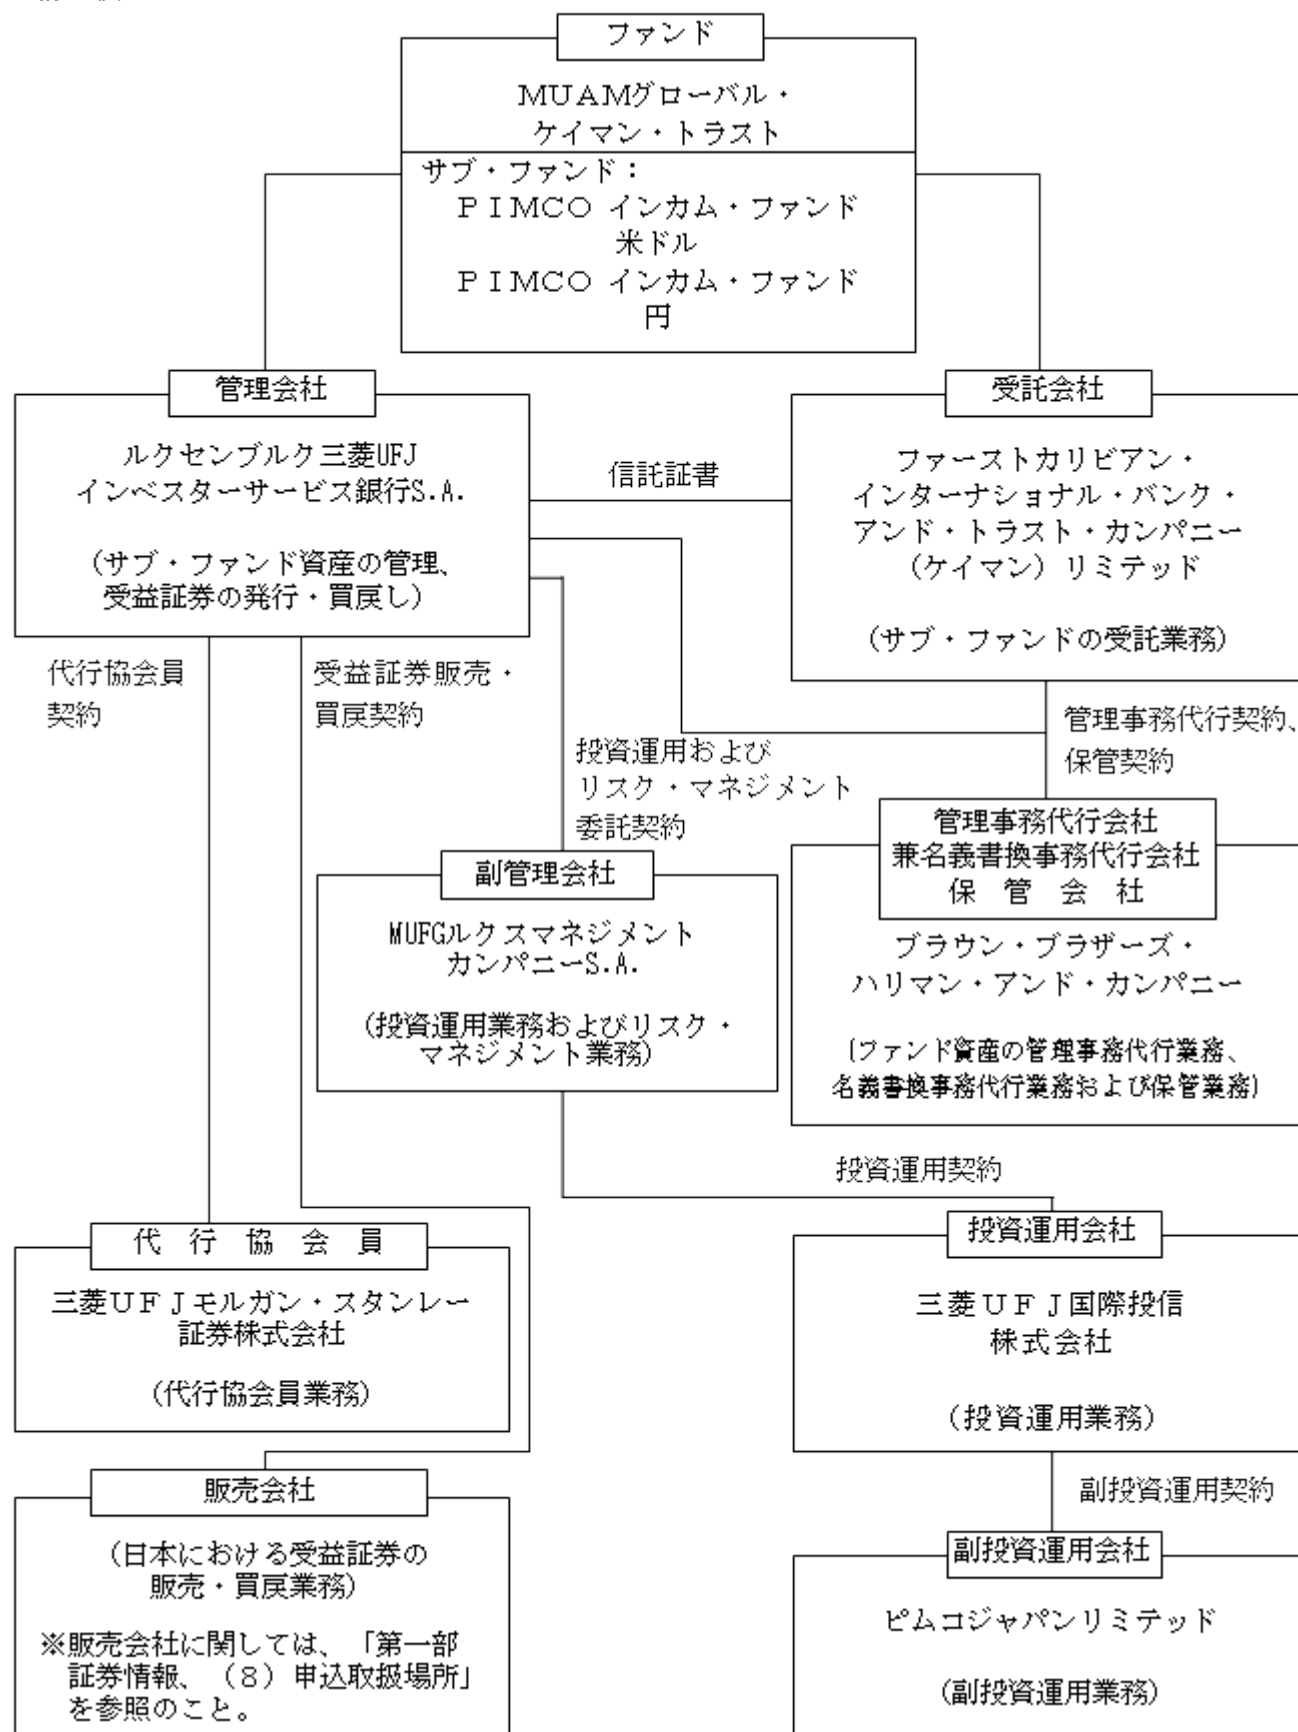 ファンド
MUAMグローバル・
ケイマン・トラスト
サブ・ファンド：
ＰＩＭＣＯ インカム・ファンド
米ドル
ＰＩＭＣＯ インカム・ファンド
円
管理会社
ルクセンブルク三菱UFJ
インベスターサービス銀行S.A.
（サブ・ファンド資産の管理、
受益証券の発行・買戻し）
信託証書
受託会社
ファーストカリビアン・
インターナショナル・バンク・
アンド・トラスト・カンパニー
（ケイマン）リミテッド
（サブ・ファンドの受託業務）
代行協会員
契約
受益証券販売・
買戻契約
投資運用および
リスク・マネジメント
委託契約
管理事務代行契約、
保管契約
副管理会社
MUFGルクスマネジメント
カンパニーS.A.
（投資運用業務およびリスク・
マネジメント業務）
管理事務代行会社
兼名義書換事務代行会社
保　管　会　社
ブラウン・ブラザーズ・
ハリマン・アンド・カンパニー
（ファンド資産の管理事務代行業務、
名義書換事務代行業務および保管業務）
投資運用契約
代　行　協　会　員
三菱ＵＦＪモルガン・スタンレー
証券株式会社
（代行協会員業務）
投資運用会社
三菱ＵＦＪ国際投信
株式会社
（投資運用業務）
販売会社
（日本における受益証券の
販売・買戻業務）
※販売会社に関しては、「第一部
証券情報、（８）申込取扱場所」
を参照のこと。
副投資運用契約
副投資運用会社
ピムコジャパンリミテッド
（副投資運用業務）